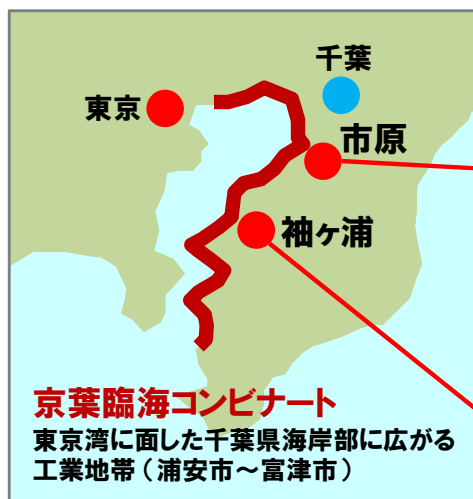 千葉
東京
市原
袖ヶ浦
京葉臨海コンビナート
東京湾に面した千葉県海岸部に広がる
工業地帯（浦安市～富津市）